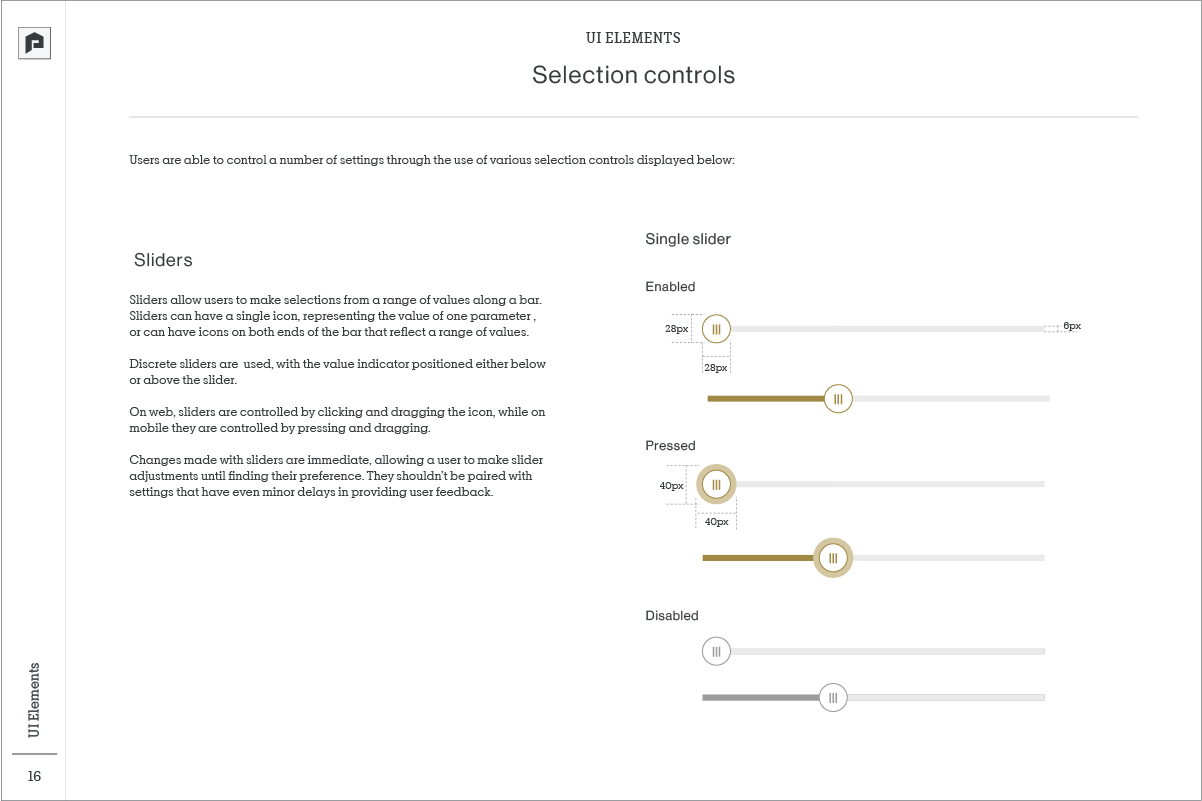 UI ELEMENTS
Selection controls
Users are able to control a number of settings through the use of various selection controls displayed below:
Sliders
Sliders allow users to make selections from a range of values along a bar.
Sliders can have a single icon, representing the value of one parameter ,
or can have icons on both ends of the bar that reflect a range of values.
Discrete sliders are  used, with the value indicator positioned either below
or above the slider.
On web, sliders are controlled by clicking and dragging the icon, while on
mobile they are controlled by pressing and dragging.
Changes made with sliders are immediate, allowing a user to make slider
adjustments until finding their preference. They shouldn't be paired with
settings that have even minor delays in providing user feedback.
Single slider
Enabled
28px
6px
28px
Pressed
40px
40px
Disabled
UI Elements
16